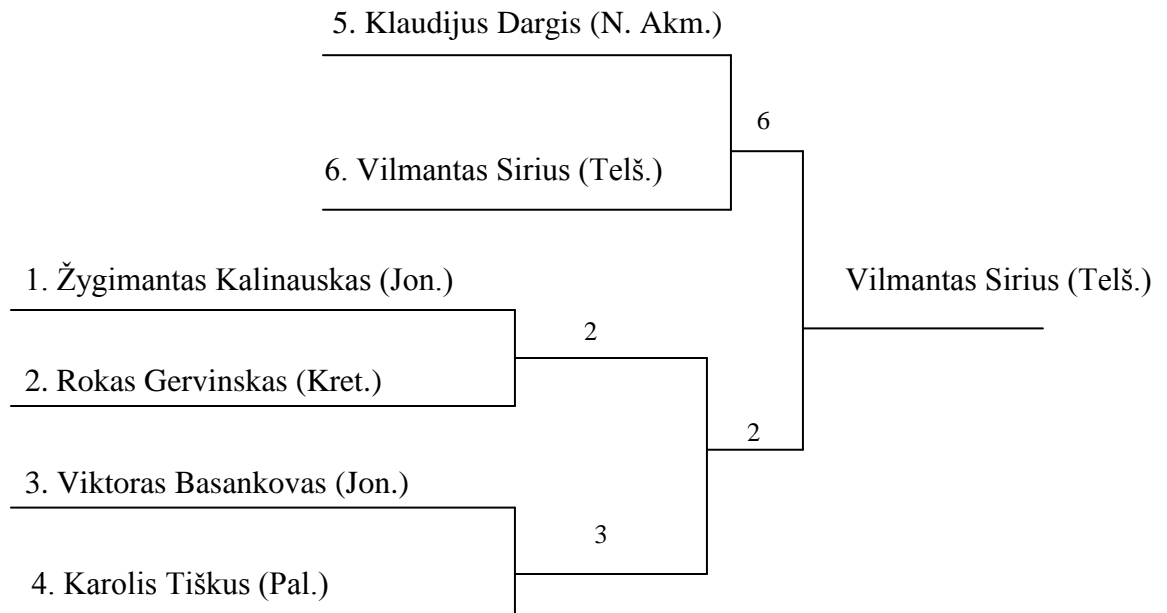 5. Klaudijus Dargis (N. Akm.)
6
6. Vilmantas Sirius (Telš.)
1. Žygimantas Kalinauskas (Jon.)
Vilmantas Sirius (Telš.)
2
2. Rokas Gervinskas (Kret.)
2
3. Viktoras Basankovas (Jon.)
3
4. Karolis Tiškus (Pal.)